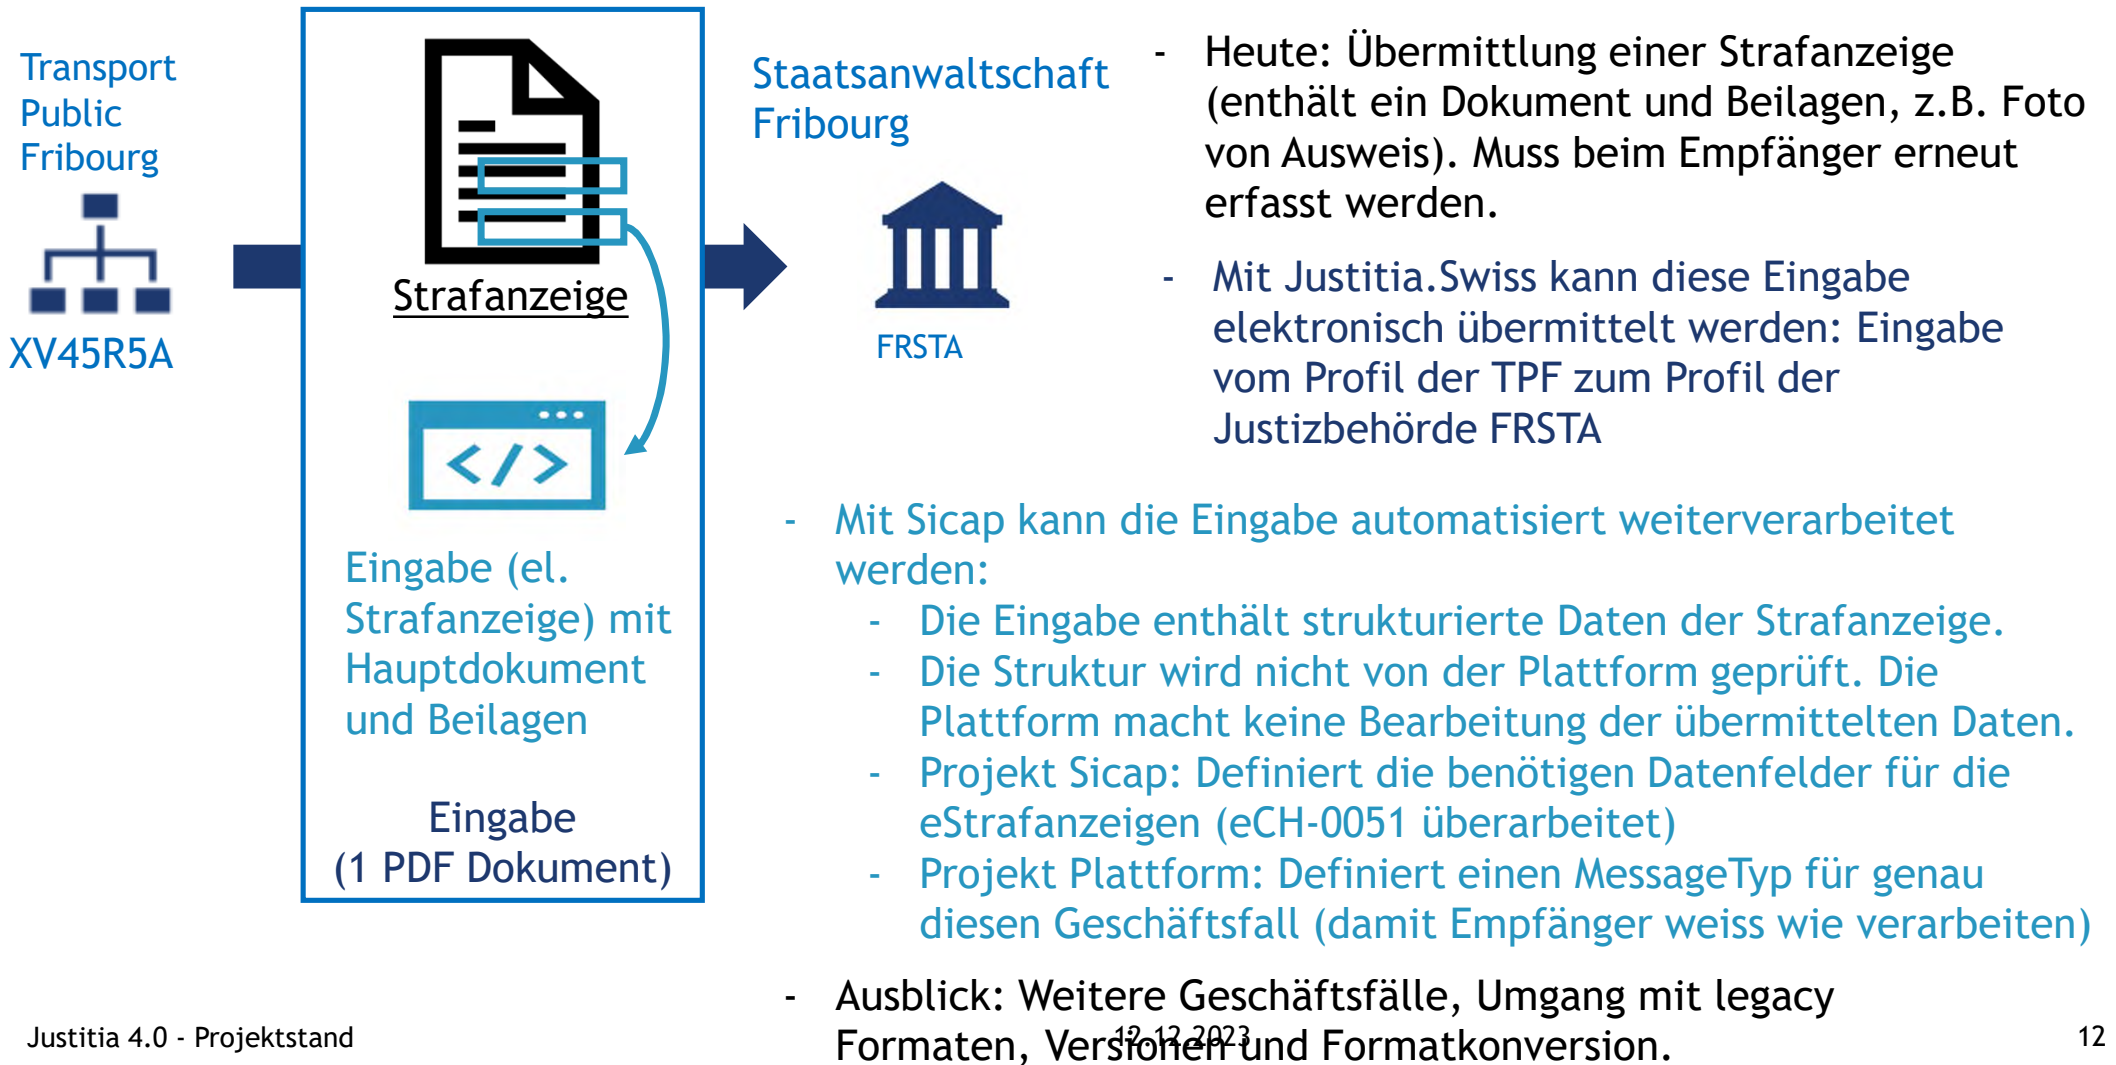 Transport
Public
Fribourg
XV45R5A
Strafanzeige
</>
Eingabe (el.
Strafanzeige) mit
Hauptdokument
und Beilagen
Eingabe
(1 PDF Dokument)
Staatsanwaltschaft
Fribourg
FRSTA
- Heute: Übermittlung einer Strafanzeige
(enthält ein Dokument und Beilagen, z.B. Foto
von Ausweis). Muss beim Empfänger erneut
erfasst werden.
- Mit Justitia.Swiss kann diese Eingabe
elektronisch übermittelt werden: Eingabe
vom Profil der TPF zum Profil der
Justizbehörde FRSTA
- Mit Sicap kann die Eingabe automatisiert weiterverarbeitet
werden:
- Die Eingabe enthält strukturierte Daten der Strafanzeige.
- Die Struktur wird nicht von der Plattform geprüft. Die
Plattform macht keine Bearbeitung der übermittelten Daten.
- Projekt Sicap: Definiert die benötigen Datenfelder für die
eStrafanzeigen (eCH-0051 überarbeitet)
- Projekt Plattform: Definiert einen MessageTyp für genau
diesen Geschäftsfall (damit Empfänger weiss wie verarbeiten)
- Ausblick: Weitere Geschäftsfälle, Umgang mit legacy
Formaten, Versionen und Formatkonversion.
Justitia 4.0 - Projektstand
12.12.2023
12